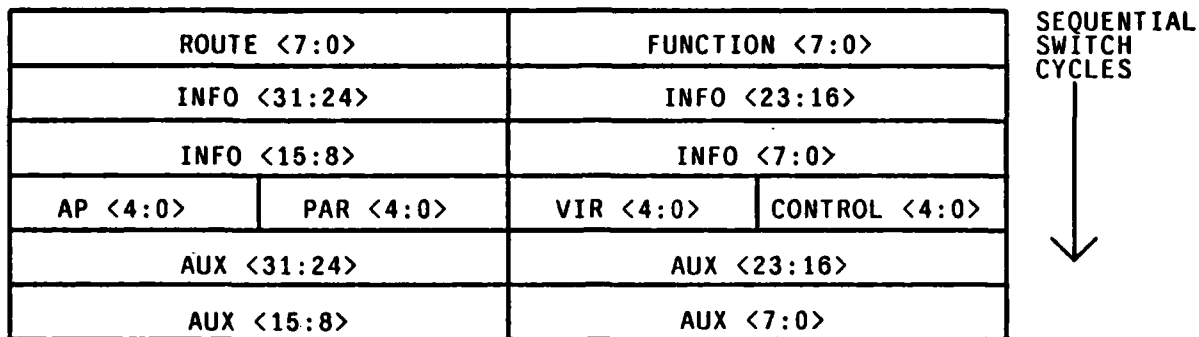 ROUTE <7:0> FUNCTION <7:0>
INFO <31:24> INFO <23:16>
INFO <15:8> INFO <7:0>
AP <4:0> PAR <4:0> VIR <4:0> CONTROL <4:0>
AUX <31:24> AUX <23:16>
AUX <15:8> AUX <7:0>
SEQUENTIAL
SWITCH
CYCLES